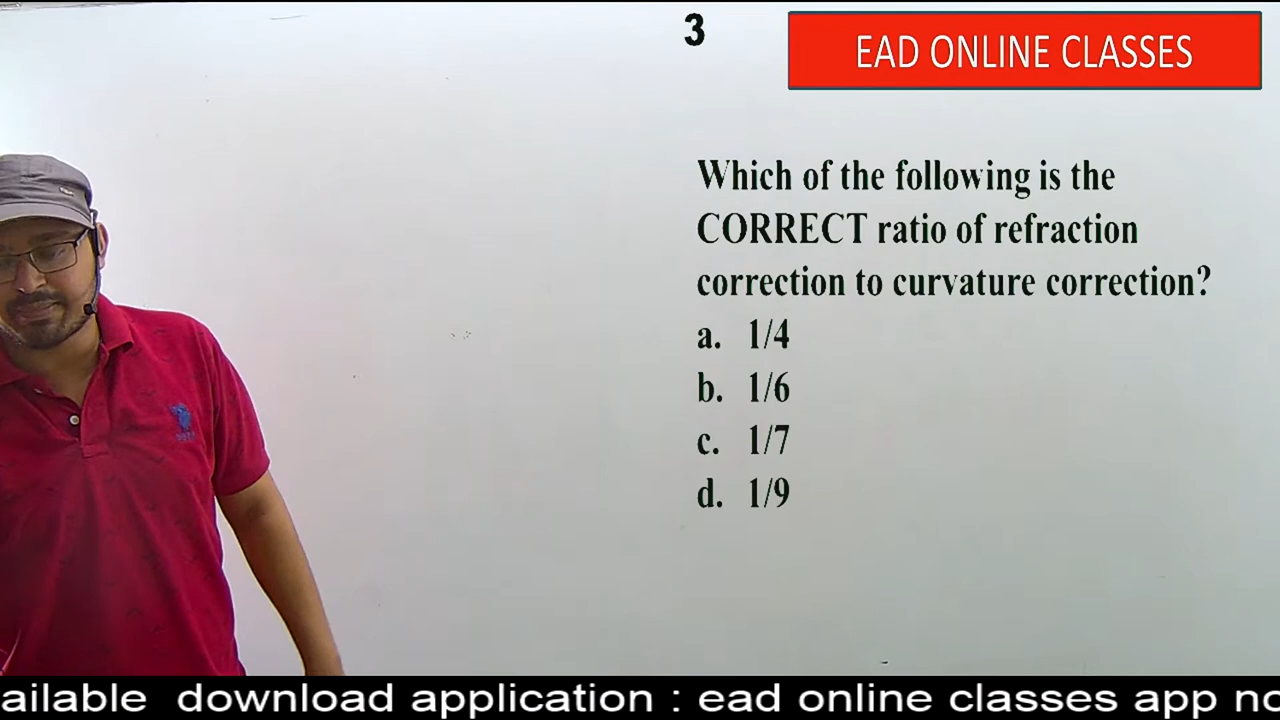 3
EAD ONLINE CLASSES
Which of the following is the
CORRECT ratio of refraction
correction to curvature correction?
a. 1/4
b. 1/6
c. 1/7
d. 1/9
ailable download application : ead online classes app no